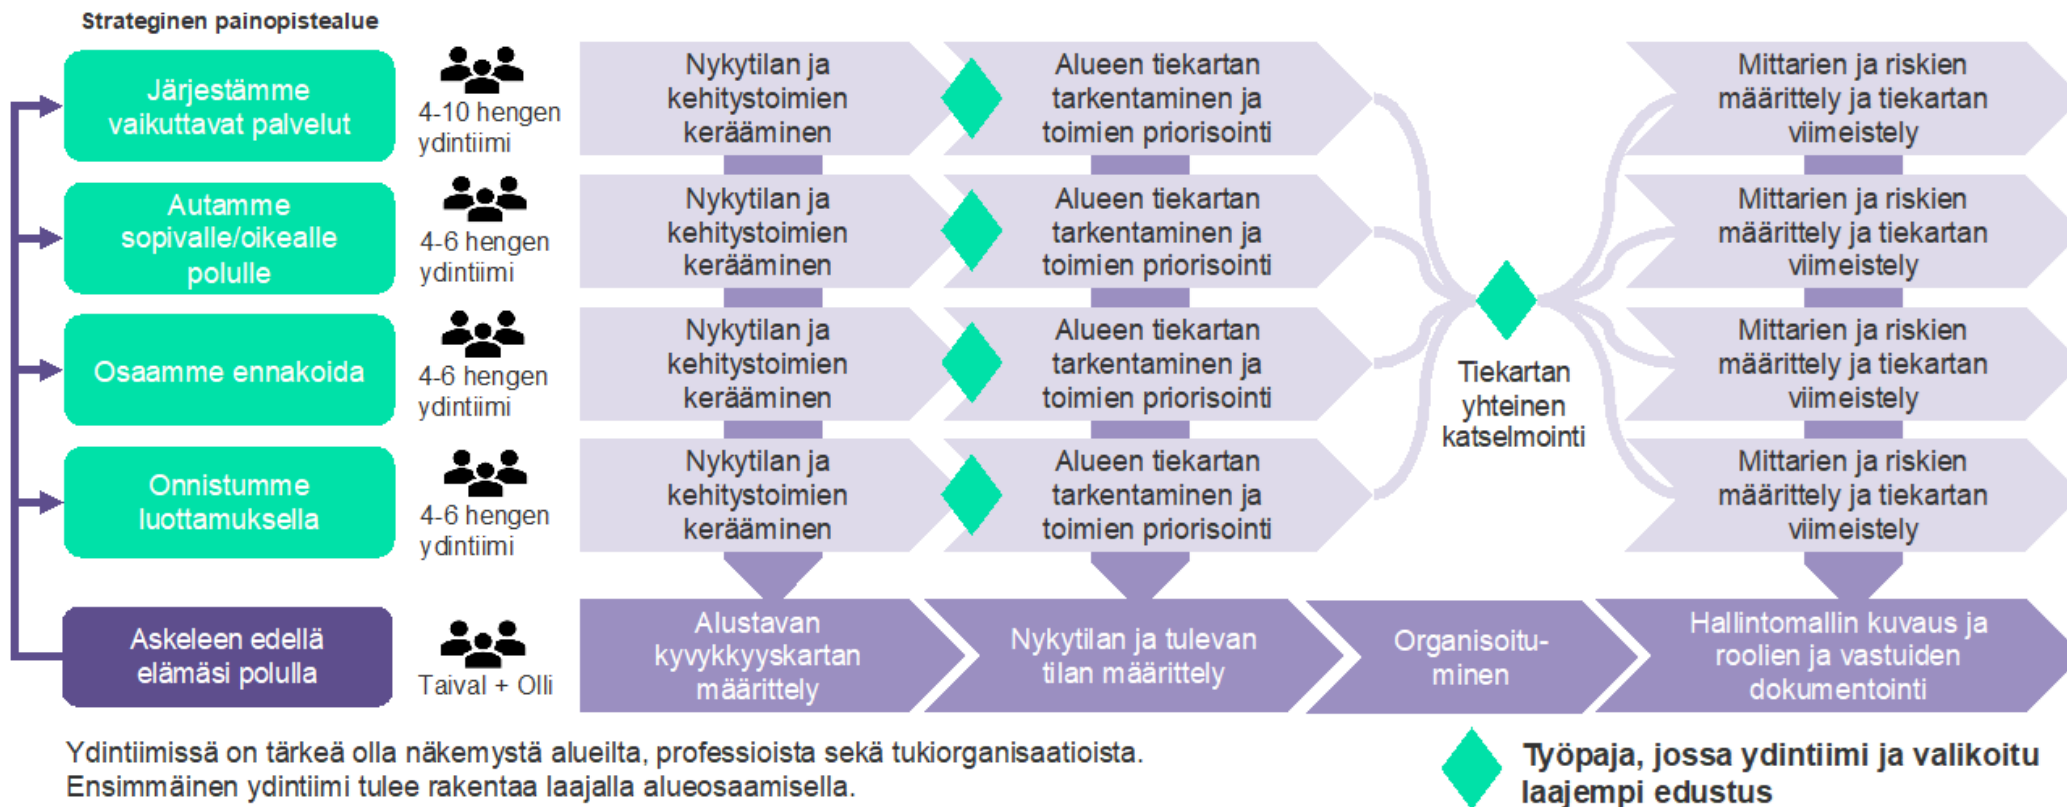 Strateginen painopistealue
Järjestämme
vaikuttavat palvelut
4-10 hengen
ydintiimi
Nykytilan ja
kehitystoimien
kerääminen
Alueen tiekartan
tarkentaminen ja
toimien priorisointi
Mittarien ja riskien
määrittely ja tiekartan
viimeistely
Autamme
sopivalle/oikealle
polulle
4-6 hengen
ydintiimi
Nykytilan ja
kehitystoimien
kerääminen
Alueen tiekartan
tarkentaminen ja
toimien priorisointi
Mittarien ja riskien
määrittely ja tiekartan
viimeistely
Osaamme ennakoida
4-6 hengen
ydintiimi
Nykytilan ja
kehitystoimien
kerääminen
Alueen tiekartan
tarkentaminen ja
toimien priorisointi
Tiekartan
yhteinen
katselmointi
Mittarien ja riskien
määrittely ja tiekartan
viimeistely
Onnistumme
luottamuksella
4-6 hengen
ydintiimi
Nykytilan ja
kehitystoimien
kerääminen
Alueen tiekartan
tarkentaminen ja
toimien priorisointi
Mittarien ja riskien
määrittely ja tiekartan
viimeistely
Askeleen edellä
elämäsi polulla
Taival + Olli
Alustavan
kyvykkyyskartan
määrittely
Nykytilan ja tulevan
tilan määrittely
Organisoitu-
minen
Hallintomallin kuvaus ja
roolien ja vastuiden
dokumentointi
Ydintiimissä on tärkeä olla näkemystä alueilta, professioista sekä tukiorganisaatioista.
Ensimmäinen ydintiimi tulee rakentaa laajalla alueosaamisella.
Työpaja, jossa ydintiimi ja valikoitu
laajempi edustus